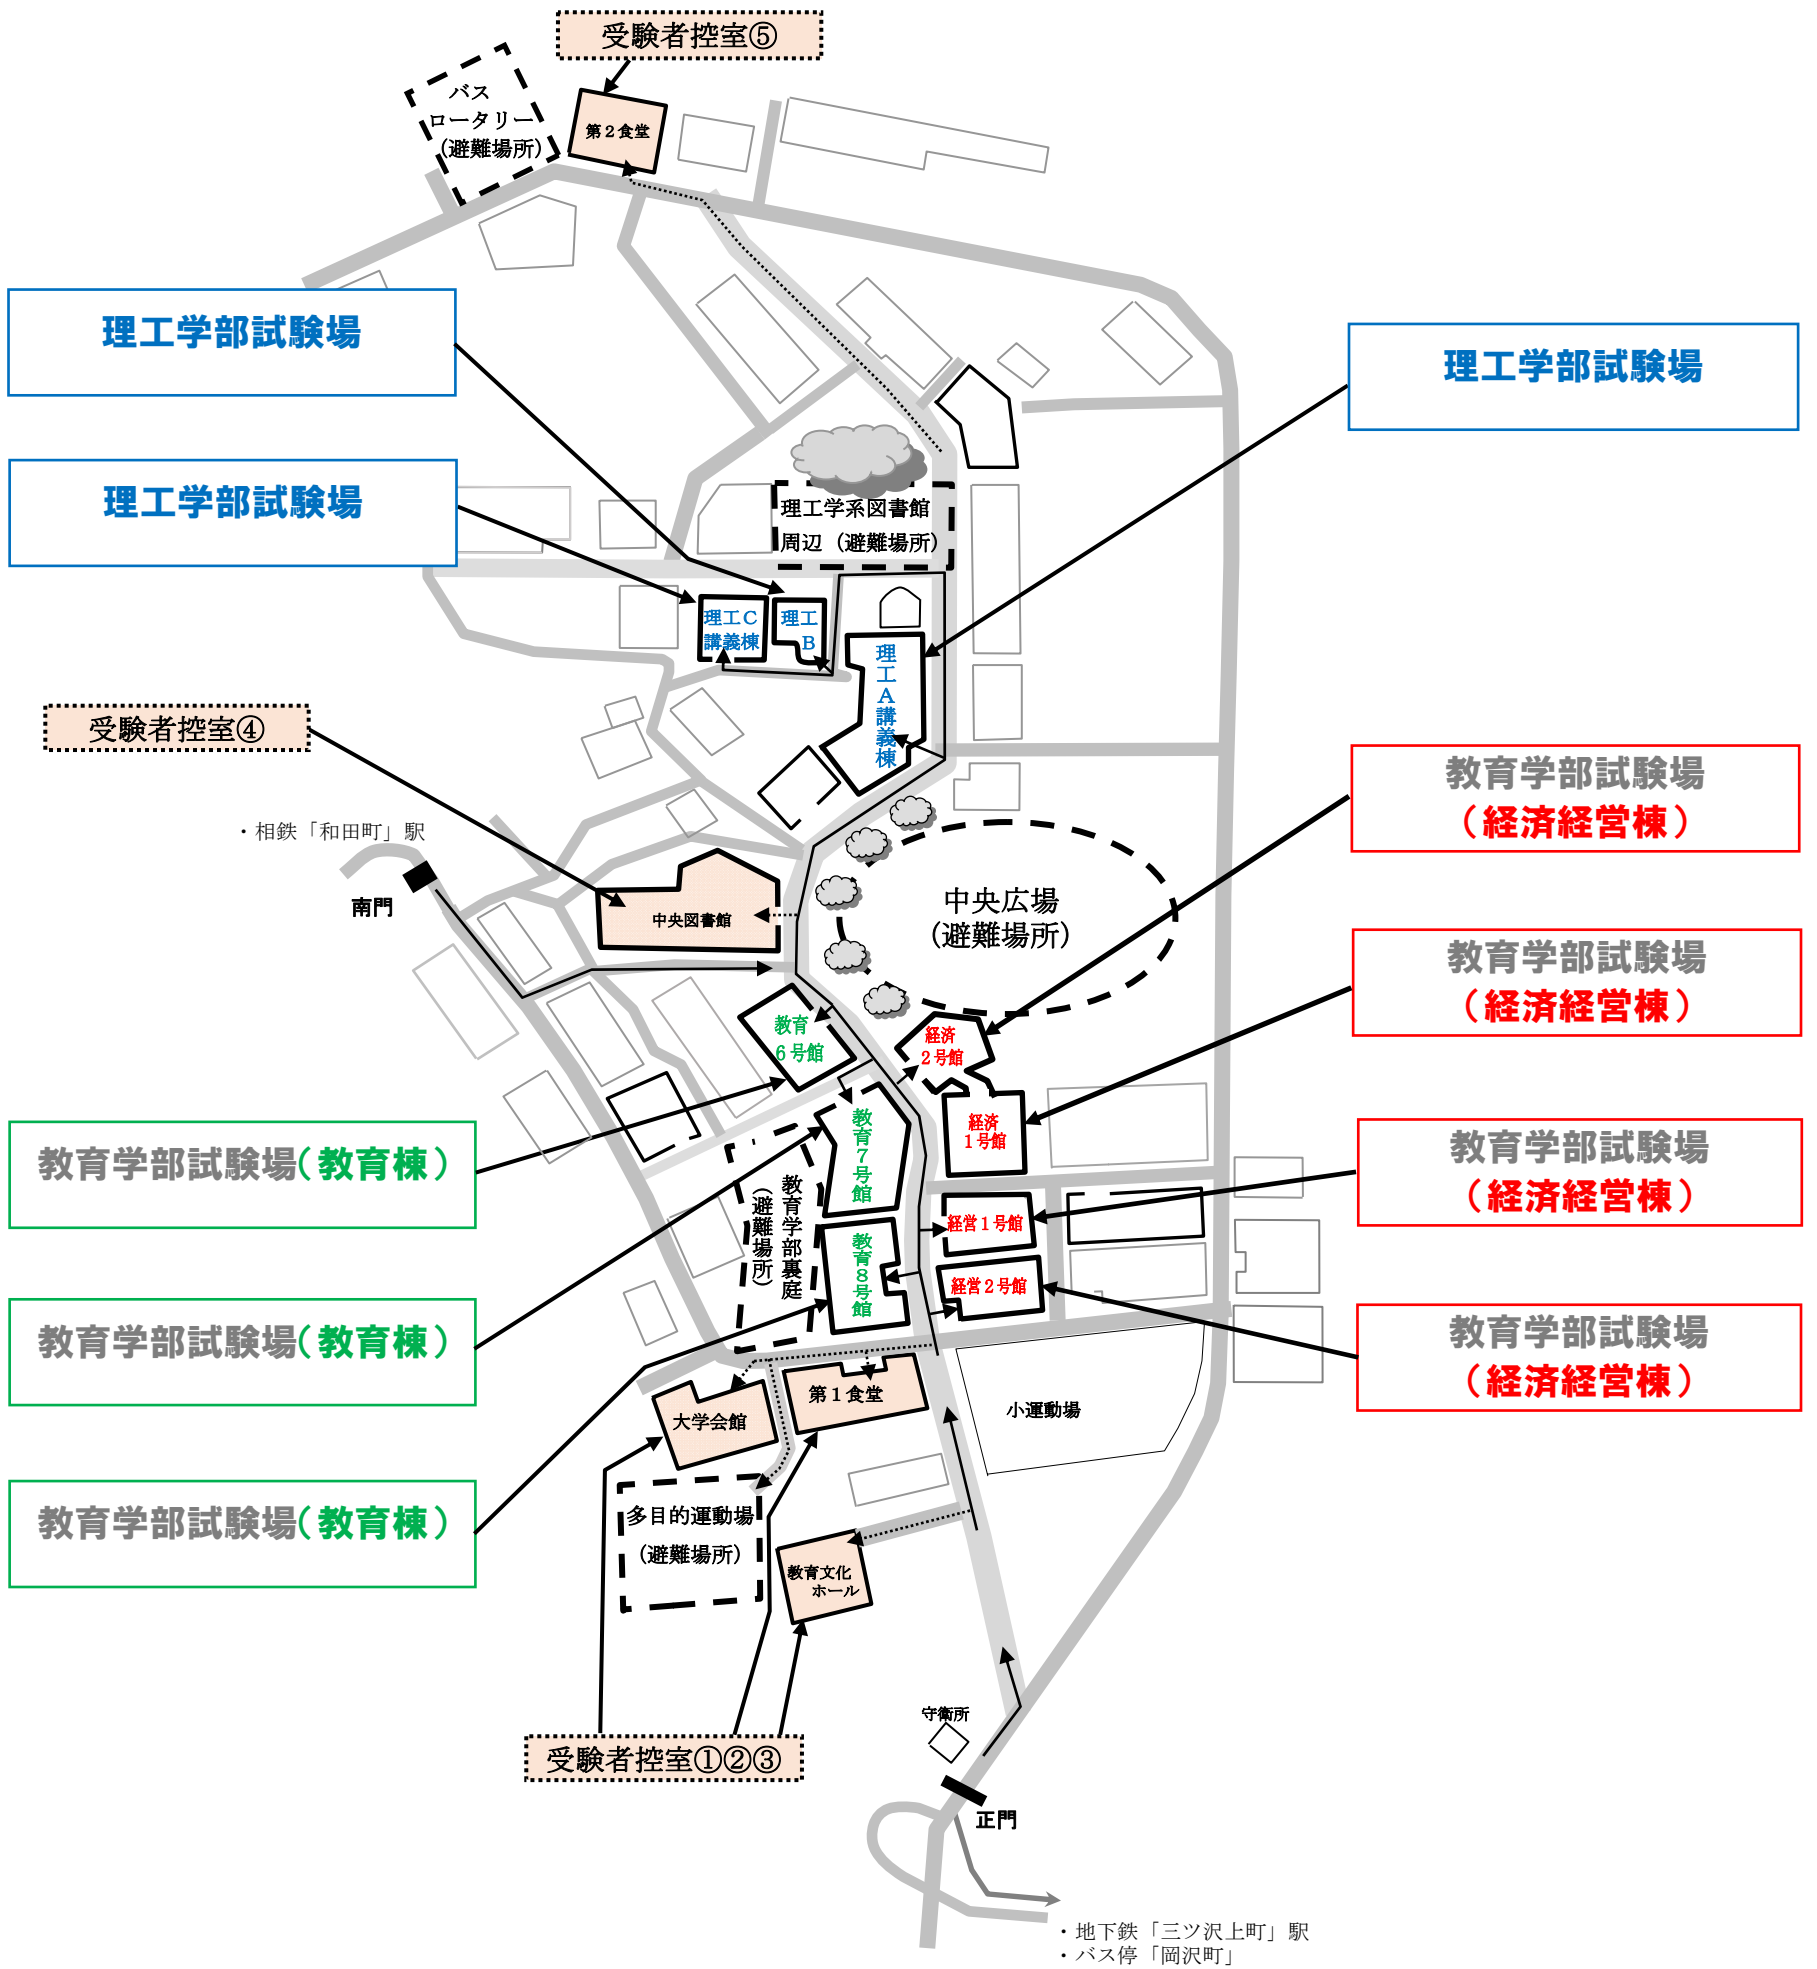 受験者控室⑤
バス
ロータリー
(避難場所)
第２食堂
理工学部試験場
理工学部試験場
理工学部試験場
理工学系図書館
周辺（避難場所）
理工Ｃ
講義棟
理工
Ｂ
理工Ａ講義棟
受験者控室④
・相鉄「和田町」駅
南門
中央図書館
中央広場
(避難場所)
教育学部試験場
（経済経営棟）
教育学部試験場
（経済経営棟）
教育
６号館
経済
２号館
経済
１号館
教育学部試験場（教育棟）
教育７号館
教育学部試験場
（経済経営棟）
教育学部裏庭
（避難場所）
経営１号館
教育８号館
経営２号館
教育学部試験場（教育棟）
教育学部試験場
（経済経営棟）
第１食堂
大学会館
小運動場
教育学部試験場（教育棟）
多目的運動場
(避難場所)
教育文化
ホール
守衛所
受験者控室①②③
正門
・地下鉄「三ツ沢上町」駅
・バス停「岡沢町」